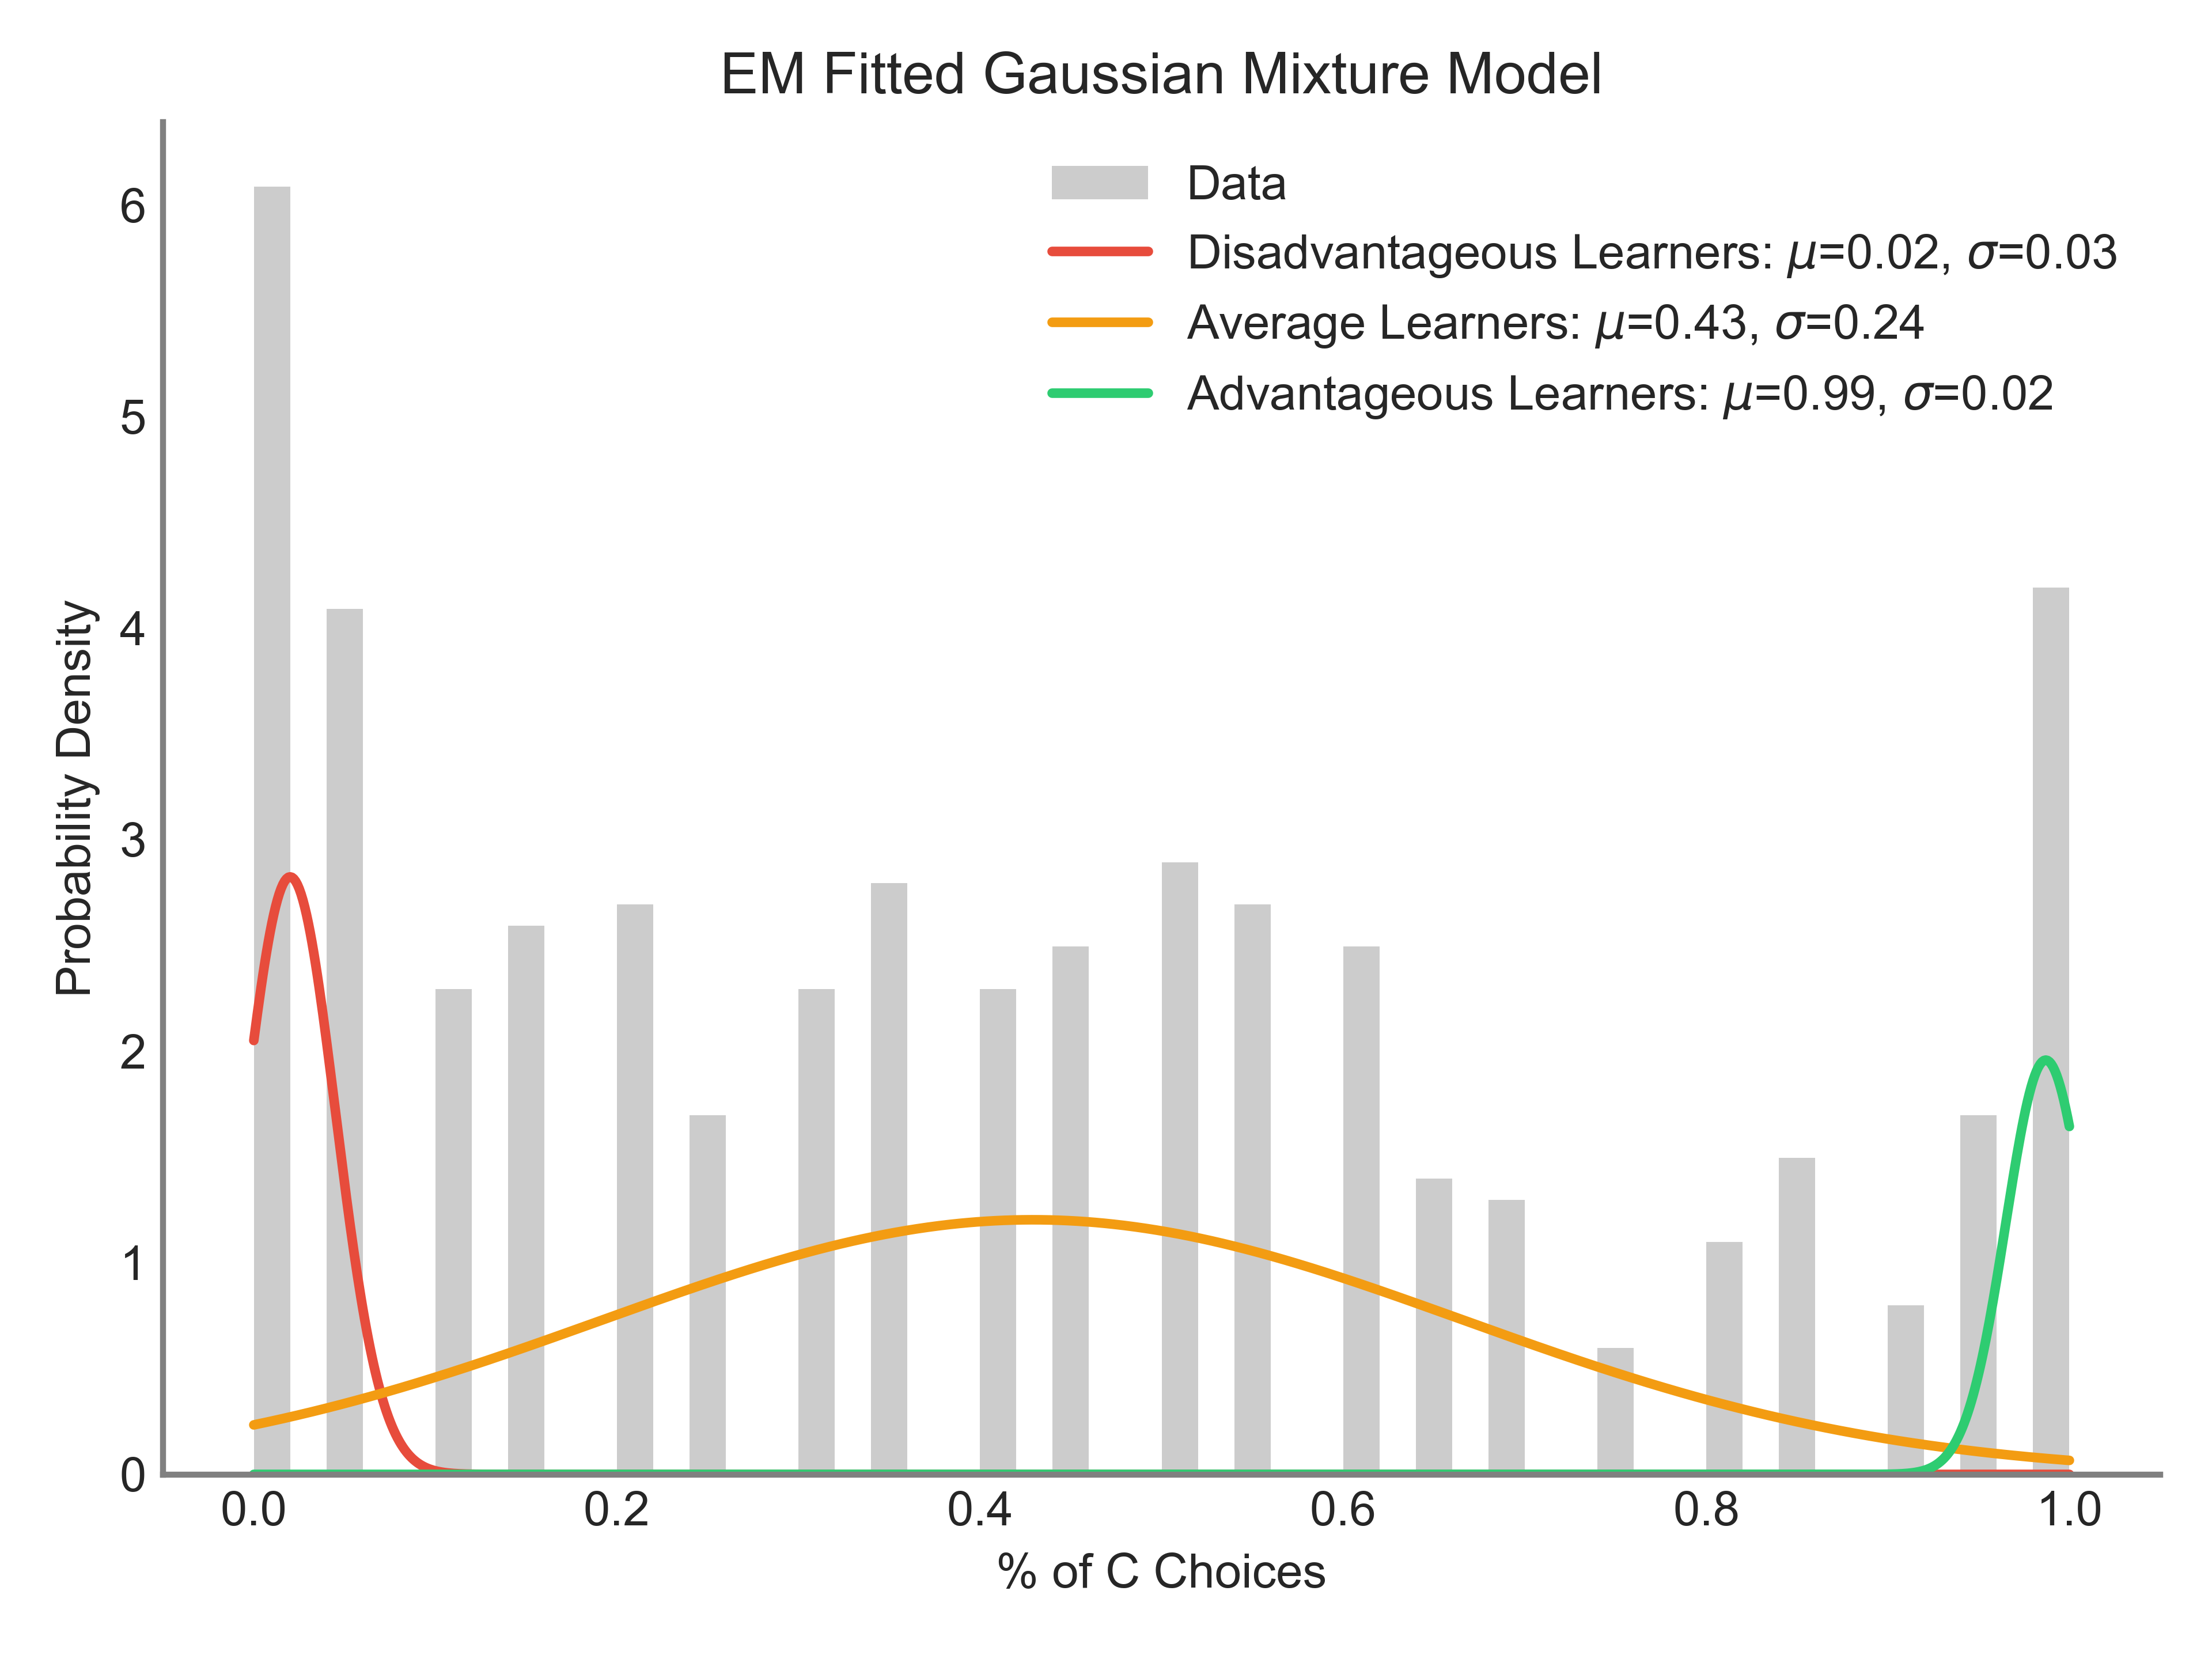 EM Fitted Gaussian Mixture Model
Data
Disadvantageous Learners: μ=0.02, σ=0.03
Average Learners: μ=0.43, σ=0.24
Advantageous Learners: μ=0.99, σ=0.02
Probability Density
6
5
4
3
2
1
0
0.0 0.2 0.4 0.6 0.8 1.0
% of C Choices